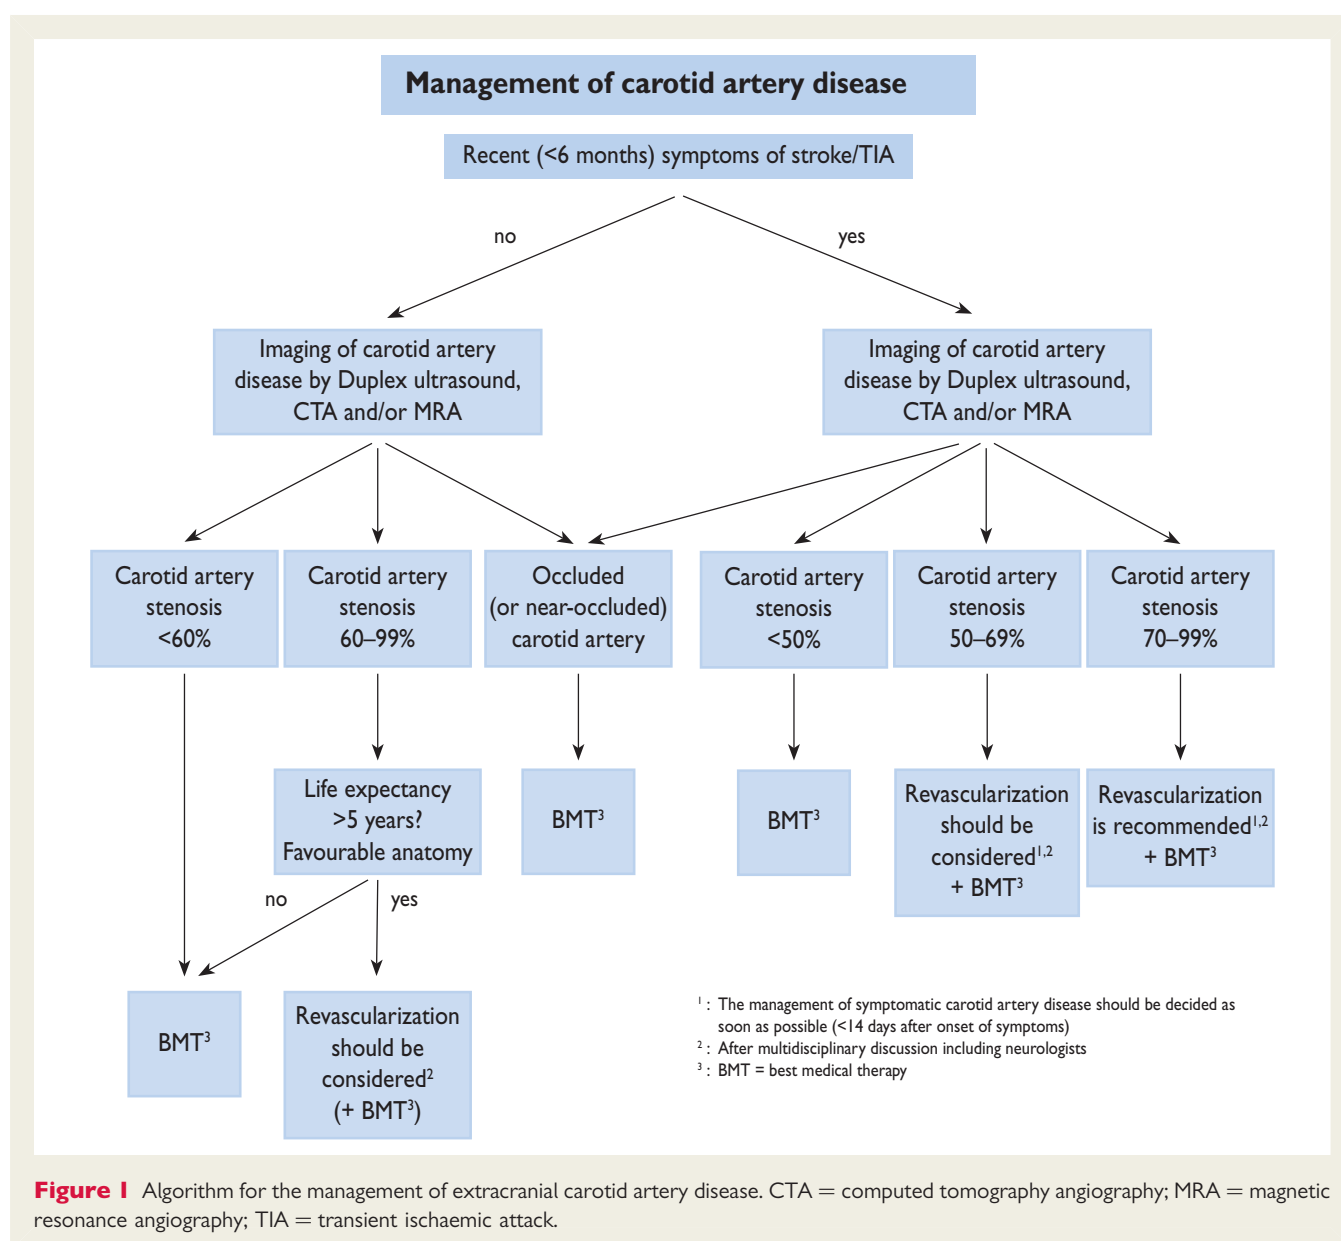 Management of carotid artery disease
Recent (<6 months) symptoms of stroke/TIA
no
yes
Imaging of carotid artery
disease by Duplex ultrasound,
CTA and/or MRA
Imaging of carotid artery
disease by Duplex ultrasound,
CTA and/or MRA
Carotid artery
stenosis
<60%
Carotid artery
stenosis
60–99%
Occluded
(or near-occluded)
carotid artery
Carotid artery
stenosis
<50%
Carotid artery
stenosis
50–69%
Carotid artery
stenosis
70–99%
Life expectancy
>5 years?
Favourable anatomy
BMT³
BMT³
Revascularization
should be
considered¹,²
+ BMT³
Revascularization
is recommended¹,²
+ BMT³
no
yes
BMT³
Revascularization
should be
considered²
(+ BMT³)
¹ : The management of symptomatic carotid artery disease should be decided as
soon as possible (<14 days after onset of symptoms)
² : After multidisciplinary discussion including neurologists
³ : BMT = best medical therapy
Figure 1 Algorithm for the management of extracranial carotid artery disease. CTA = computed tomography angiography; MRA = magnetic
resonance angiography; TIA = transient ischaemic attack.